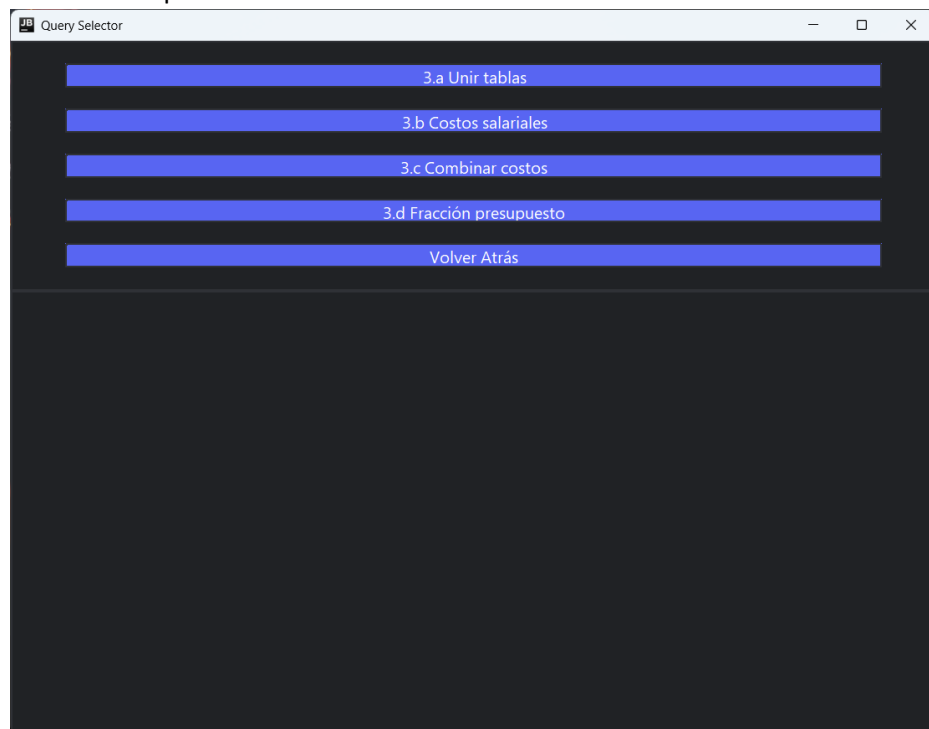 JB Query Selector
3.a Unir tablas
3.b Costos salariales
3.c Combinar costos
3.d Fracción presupuesto
Volver Atrás